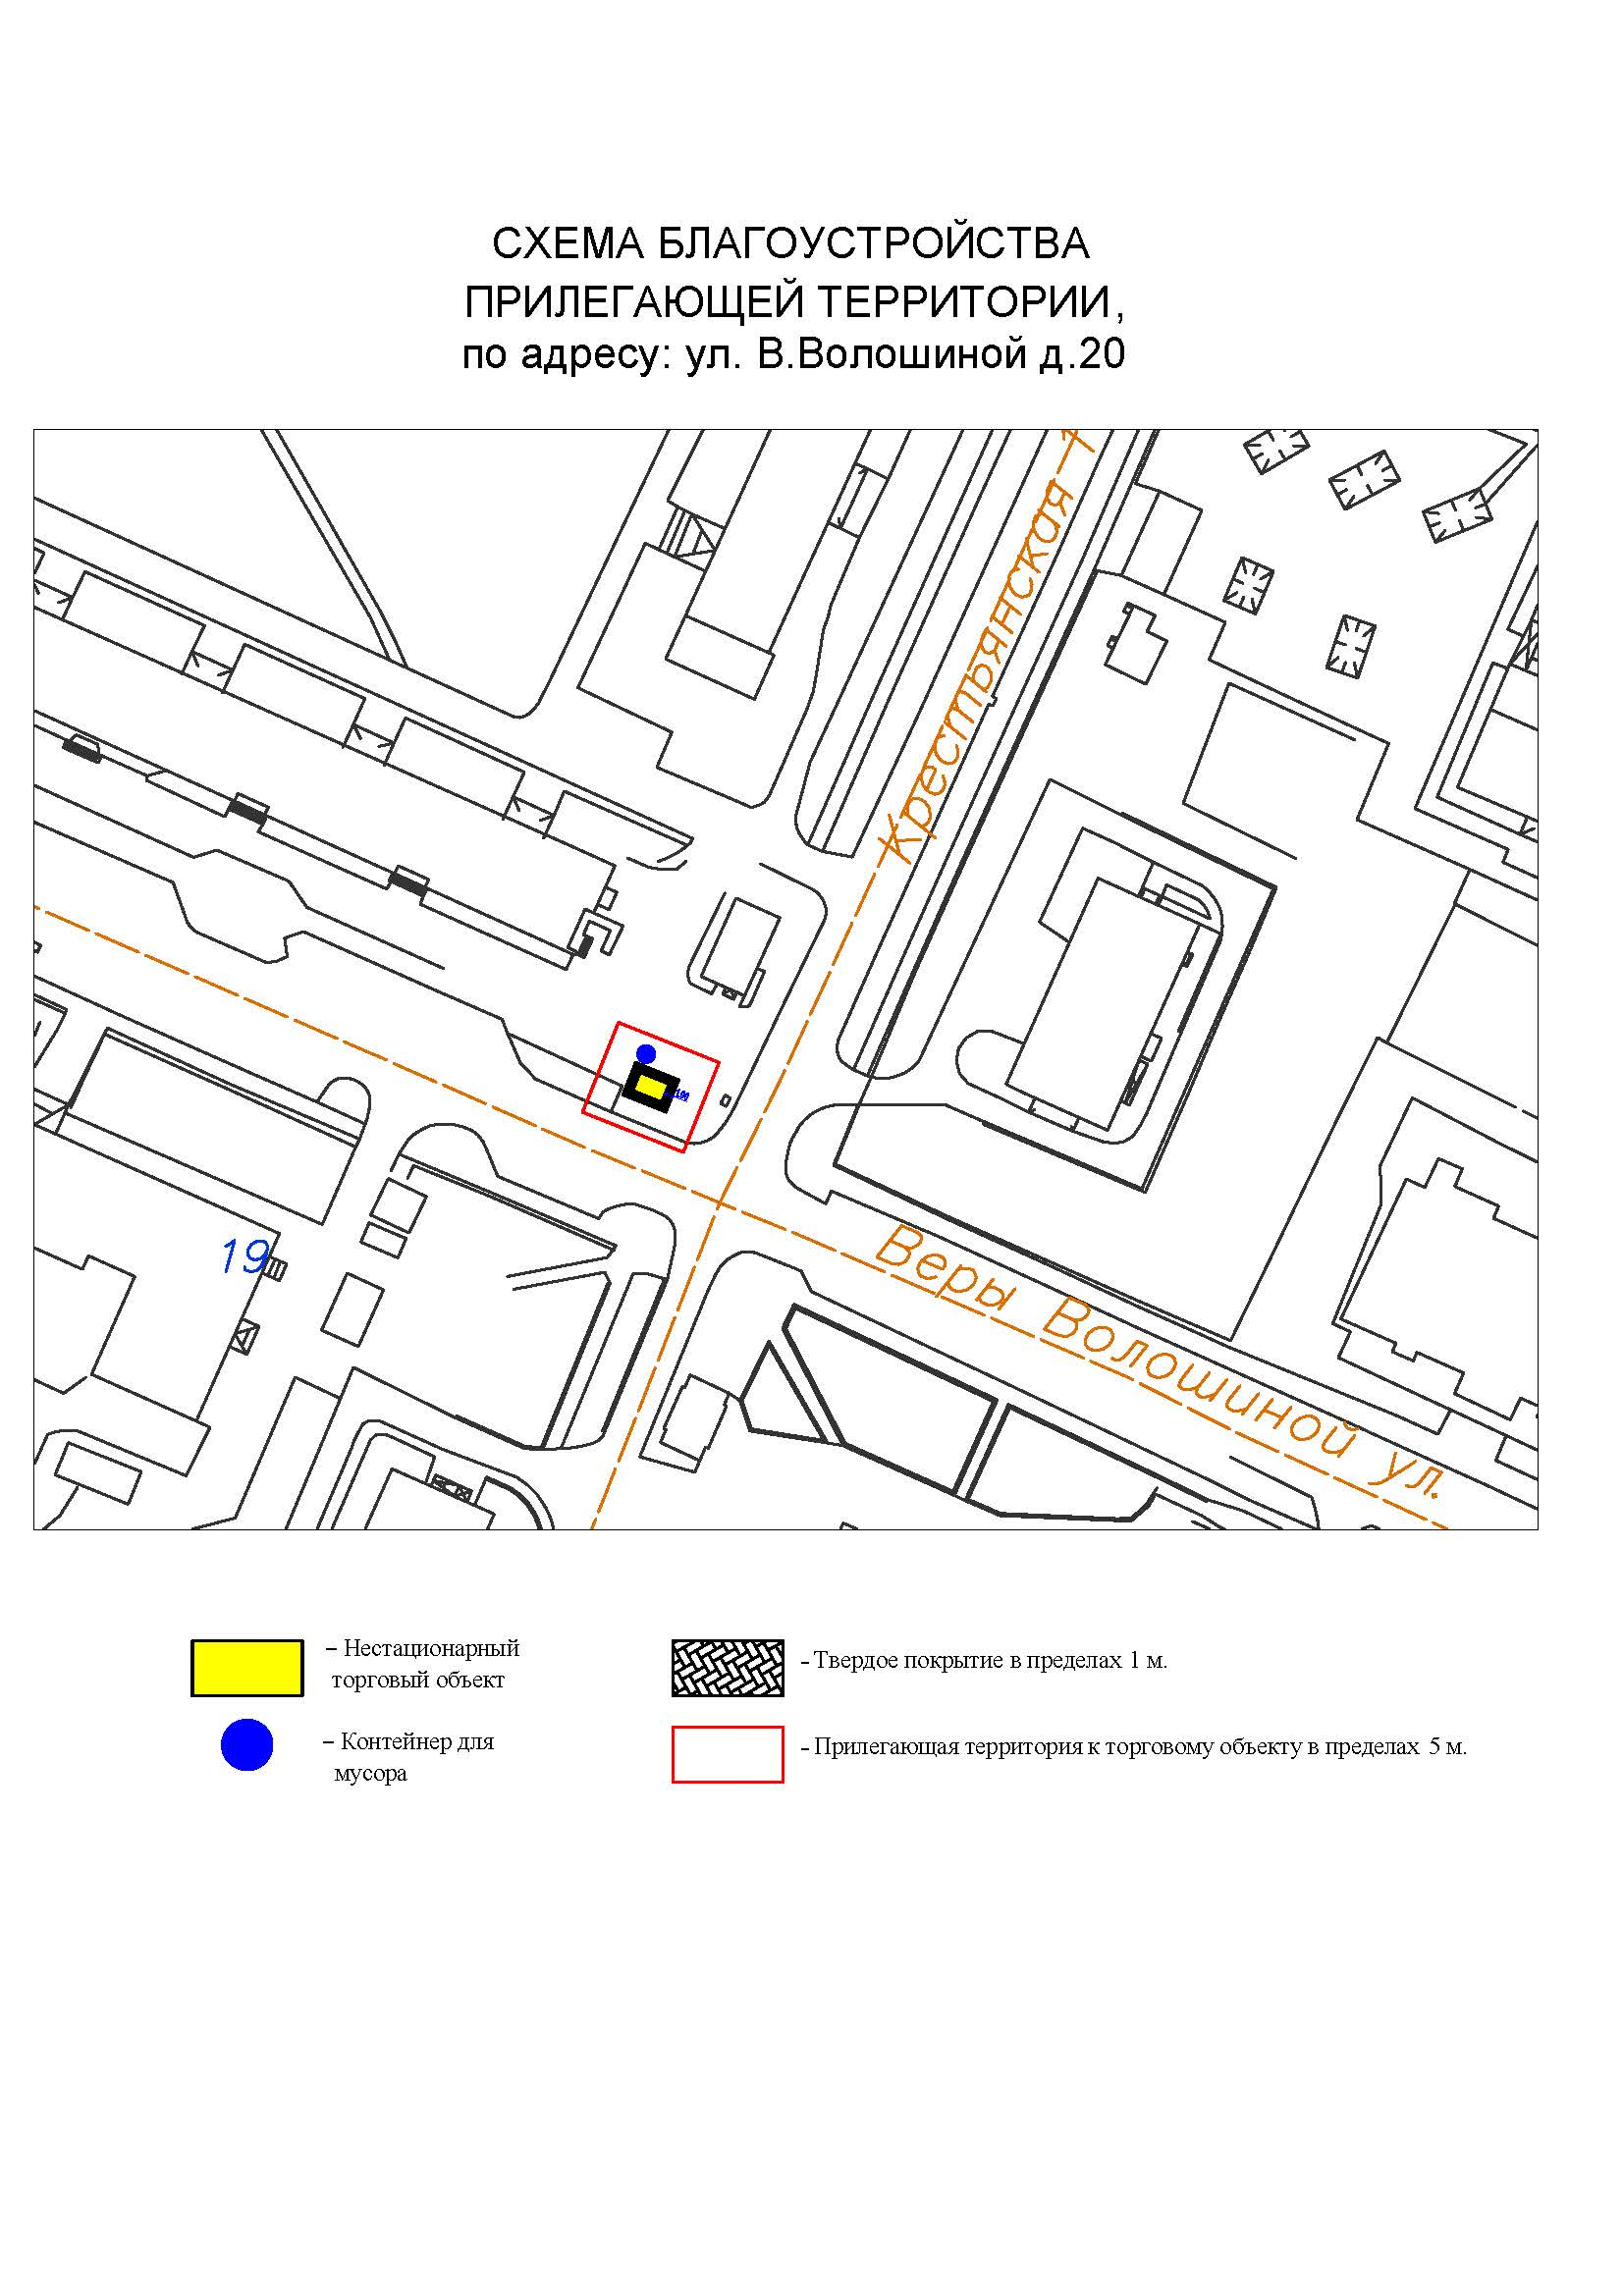 СХЕМА БЛАГОУСТРОЙСТВА
ПРИЛЕГАЮЩЕЙ ТЕРРИТОРИИ,
по адресу: ул. В.Волошиной д.20
Крестьянская 1
19
Веры Волошиной ул.
– Нестационарный
торговый объект
– Твердое покрытие в пределах 1 м.
– Контейнер для
мусора
– Прилегающая территория к торговому объекту в пределах 5 м.